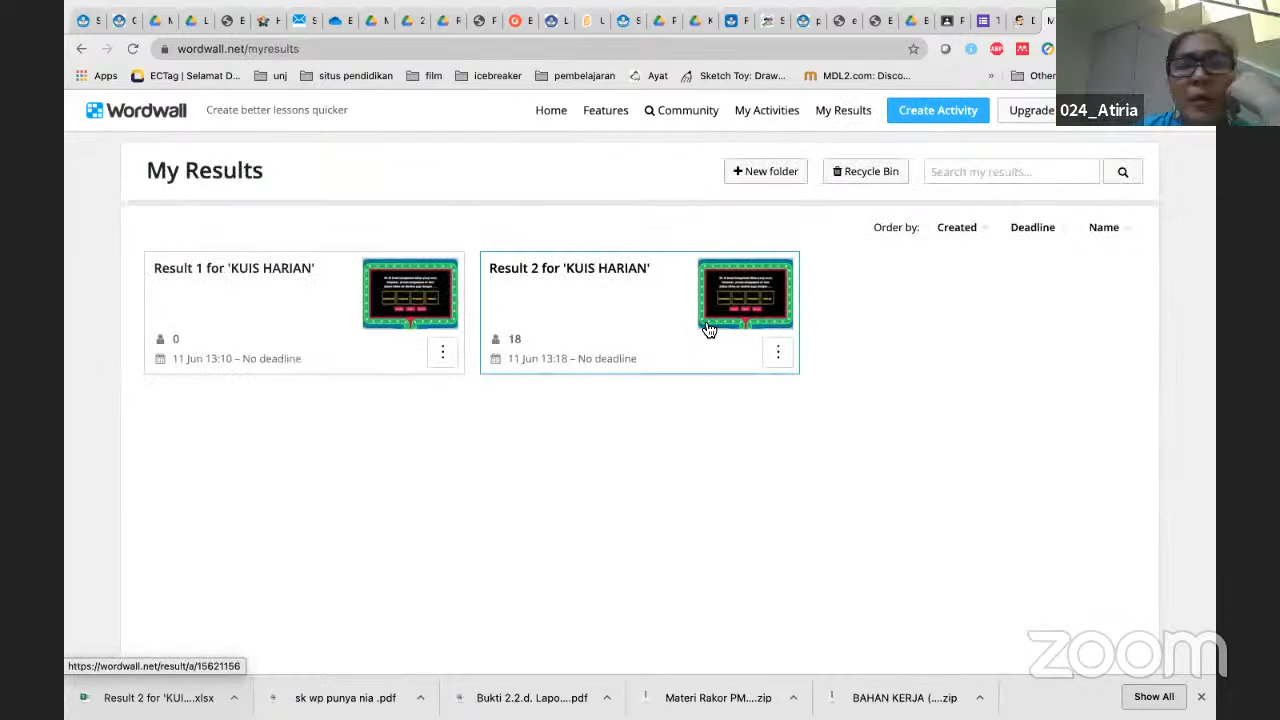 wordwall.net/myresults
Apps
ECTag | Selamat D...
unj
situs pendidikan
film
icebreaker
pembelajaran
Ayat
Sketch Toy: Draw...
MDL2.com: Disco...
»
Other
024_Atiria
Wordwall
Create better lessons quicker
Home
Features
Community
My Activities
My Results
Create Activity
Upgrade
My Results
+ New folder
Recycle Bin
Search my results...
Order by:
Created
Deadline
Name
Result 1 for 'KUIS HARIAN'
0
11 Jun 13:10 – No deadline
Result 2 for 'KUIS HARIAN'
18
11 Jun 13:18 – No deadline
zoom
https://wordwall.net/result/a/15621156
Result 2 for 'KUI....xlsx
sk wp punya nia .pdf
Bukti 2.2.d. Lapo....pdf
Materi Rakor PM....zip
BAHAN KERJA (....zip
Show All